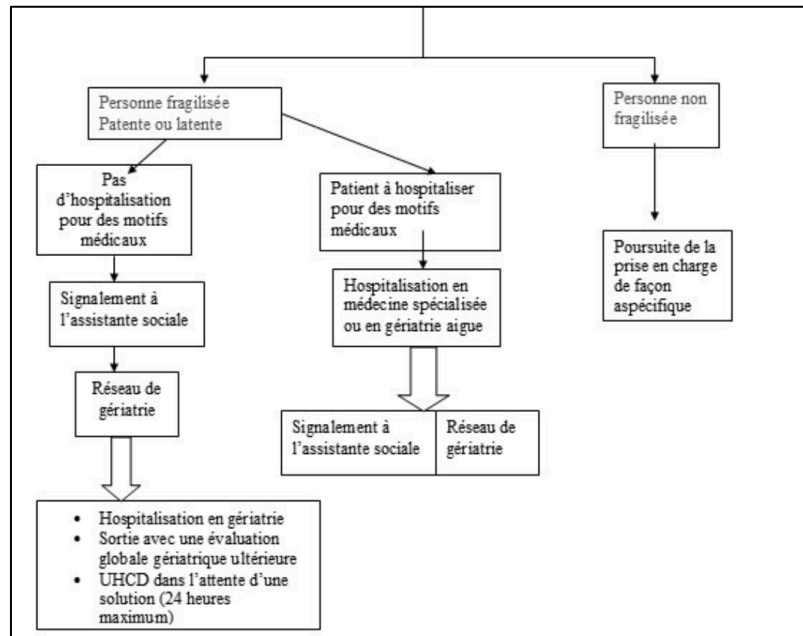 Personne fragilisée
Patente ou latente
Personne non
fragilisée
Pas
d'hospitalisation
pour des motifs
médicaux
Patient à hospitaliser
pour des motifs
médicaux
Poursuite de la
prise en charge
de façon
aspécifique
Signalement à
l'assistante sociale
Hospitalisation en
médecine spécialisée
ou en gériatrie aigue
Réseau de
gériatrie
Signalement à
l'assistante sociale
Réseau de
gériatrie
• Hospitalisation en gériatrie
• Sortie avec une évaluation
globale gériatrique ultérieure
• UHCD dans l'attente d'une
solution (24 heures
maximum)